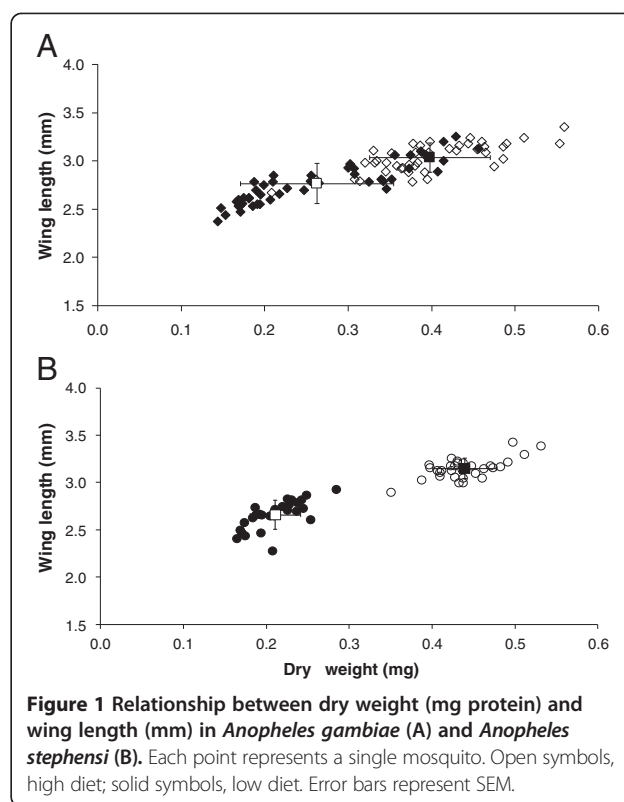 A
Wing length (mm)
4.0
3.5
3.0
2.5
2.0
1.5
0.0 0.1 0.2 0.3 0.4 0.5 0.6
B
Wing length (mm)
4.0
3.5
3.0
2.5
2.0
1.5
0.0 0.1 0.2 0.3 0.4 0.5 0.6
Dry weight (mg)
Figure 1 Relationship between dry weight (mg protein) and
wing length (mm) in Anopheles gambiae (A) and Anopheles
stephensi (B). Each point represents a single mosquito. Open symbols,
high diet; solid symbols, low diet. Error bars represent SEM.